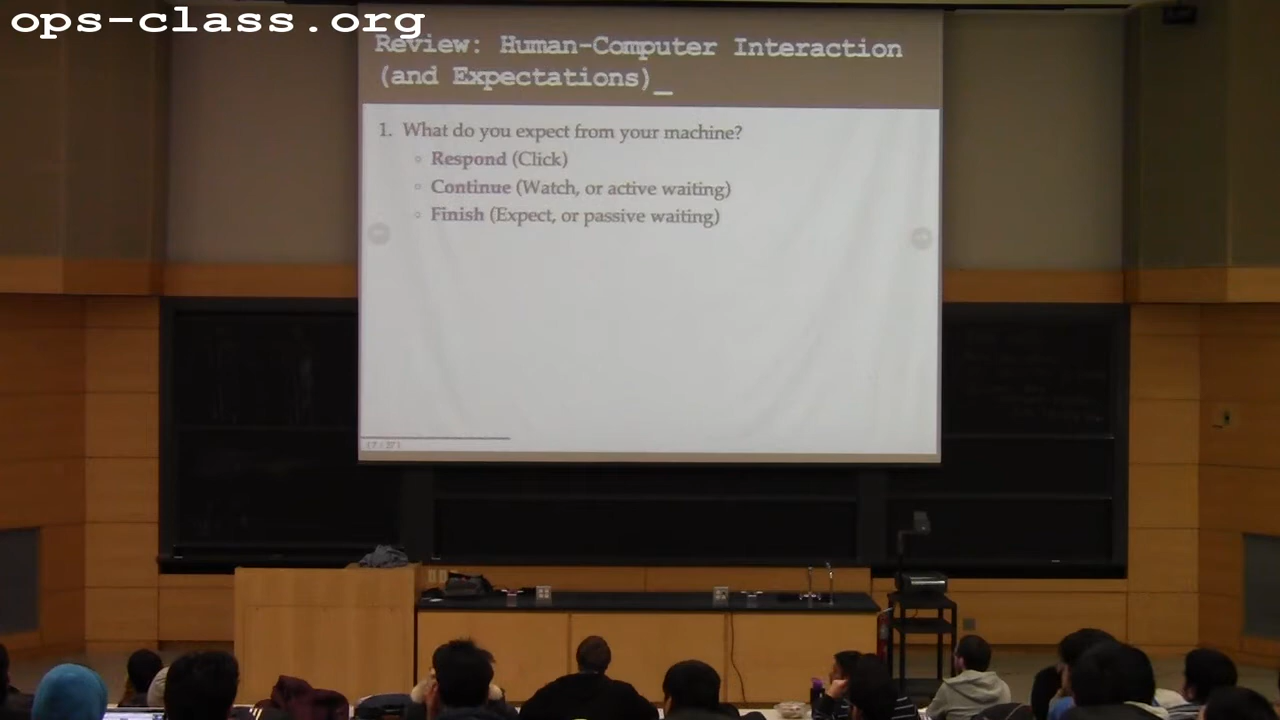 ops-class.org
Review: Human-Computer Interaction
(and Expectations)_
1. What do you expect from your machine?
◦ Respond (Click)
◦ Continue (Watch, or active waiting)
◦ Finish (Expect, or passive waiting)